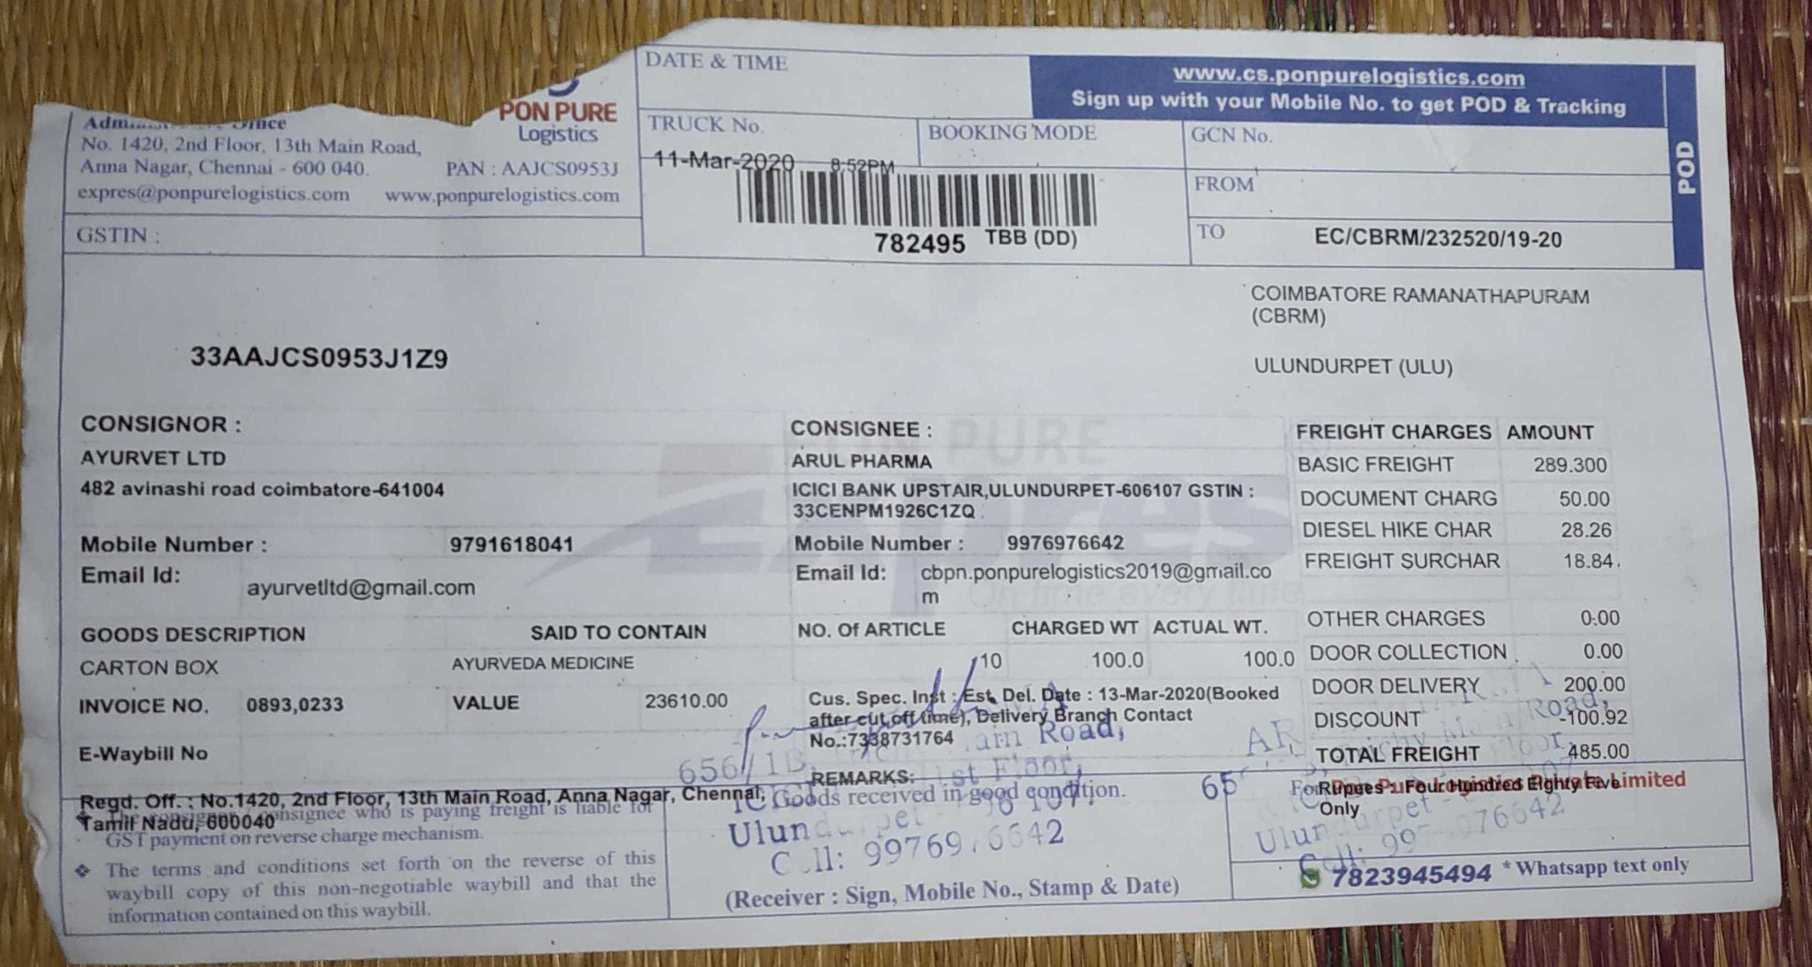 PON PURE
Logistics
No. 1420, 2nd Floor, 13th Main Road,
Anna Nagar, Chennai - 600 040.
PAN : AAJCS0953J
expres@ponpurelogistics.com www.ponpurelogistics.com
GSTIN :
DATE & TIME
www.cs.ponpurelogistics.com
Sign up with your Mobile No. to get POD & Tracking
POD
TRUCK No.
BOOKING MODE
GCN No.
11-Mar-2020 8:52PM
FROM
782495 TBB (DD)
TO
EC/CBRM/232520/19-20
COIMBATORE RAMANATHAPURAM
(CBRM)
33AAJCS0953J1Z9
ULUNDURPET (ULU)
CONSIGNOR :
AYURVET LTD
482 avinashi road coimbatore-641004
Mobile Number : 9791618041
Email Id: ayurvetltd@gmail.com
CONSIGNEE :
ARUL PHARMA
ICICI BANK UPSTAIR,ULUNDURPET-606107 GSTIN :
33CENPM1926C1ZQ
Mobile Number : 9976976642
Email Id: cbpn.ponpurelogistics2019@gmail.co
m
FREIGHT CHARGES AMOUNT
BASIC FREIGHT 289.300
DOCUMENT CHARG 50.00
DIESEL HIKE CHAR 28.26
FREIGHT SURCHAR 18.84
OTHER CHARGES 0.00
DOOR COLLECTION 0.00
DOOR DELIVERY 200.00
DISCOUNT -100.92
TOTAL FREIGHT 485.00
Rupees : Four Hundred Eighty Five
Only
GOODS DESCRIPTION SAID TO CONTAIN NO. Of ARTICLE CHARGED WT ACTUAL WT.
CARTON BOX AYURVEDA MEDICINE 10 100.0 100.0
INVOICE NO. 0893,0233 VALUE 23610.00
Cus. Spec. Inst : Est. Del. Date : 13-Mar-2020(Booked
after cut off time), Delivery Branch Contact
No.:7338731764
E-Waybill No
REMARKS:
Goods received in good condition.
Regd. Off. : No.1420, 2nd Floor, 13th Main Road, Anna Nagar, Chennai,
Tamil Nadu, 600040
consignee who is paying freight is liable for
GST payment on reverse charge mechanism.
❖ The terms and conditions set forth on the reverse of this
waybill copy of this non-negotiable waybill and that the
information contained on this waybill.
(Receiver : Sign, Mobile No., Stamp & Date)
Limited
7823945494 * Whatsapp text only